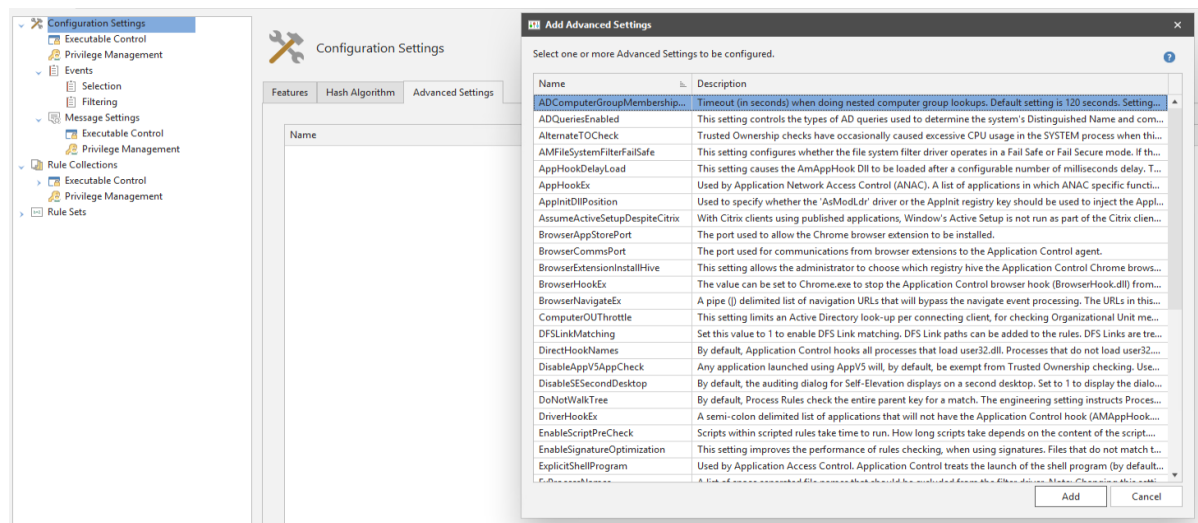 Configuration Settings
Executable Control
Privilege Management
Events
Selection
Filtering
Message Settings
Executable Control
Privilege Management
Rule Collections
Executable Control
Privilege Management
Rule Sets
Configuration Settings
Features Hash Algorithm Advanced Settings
Name
Add Advanced Settings
Select one or more Advanced Settings to be configured.
Name Description
ADComputerGroupMembership... Timeout (in seconds) when doing nested computer group lookups. Default setting is 120 seconds. Setting...
ADQueriesEnabled This setting controls the types of AD queries used to determine the system's Distinguished Name and com...
AlternateTOCheck Trusted Ownership checks have occasionally caused excessive CPU usage in the SYSTEM process when thi...
AMFileSystemFilterFailSafe This setting configures whether the file system filter driver operates in a Fail Safe or Fail Secure mode. If th...
AppHookDelayLoad This setting causes the AmAppHook Dll to be loaded after a configurable number of milliseconds delay. T...
AppHookEx Used by Application Network Access Control (ANAC). A list of applications in which ANAC specific functi...
AppInitDllPosition Used to specify whether the 'AsModLdr' driver or the AppInit registry key should be used to inject the Appl...
AssumeActiveSetupDespiteCitrix With Citrix clients using published applications, Window's Active Setup is not run as part of the Citrix clien...
BrowserAppStorePort The port used to allow the Chrome browser extension to be installed.
BrowserCommsPort The port used for communications from browser extensions to the Application Control agent.
BrowserExtensionInstallHive This setting allows the administrator to choose which registry hive the Application Control Chrome brows...
BrowserHookEx The value can be set to Chrome.exe to stop the Application Control browser hook (BrowserHook.dll) from...
BrowserNavigateEx A pipe (|) delimited list of navigation URLs that will bypass the navigate event processing. The URLs in this...
ComputerOUThrottle This setting limits an Active Directory look-up per connecting client, for checking Organizational Unit me...
DFSLinkMatching Set this value to 1 to enable DFS Link matching. DFS Link paths can be added to the rules. DFS Links are tre...
DirectHookNames By default, Application Control hooks all processes that load user32.dll. Processes that do not load user32....
DisableAppV5AppCheck Any application launched using AppV5 will, by default, be exempt from Trusted Ownership checking. Use...
DisableSESecondDesktop By default, the auditing dialog for Self-Elevation displays on a second desktop. Set to 1 to display the dialo...
DoNotWalkTree By default, Process Rules check the entire parent key for a match. The engineering setting instructs Proces...
DriverHookEx A semi-colon delimited list of applications that will not have the Application Control hook (AMAppHook....
EnableScriptPreCheck Scripts within scripted rules take time to run. How long scripts take depends on the content of the script....
EnableSignatureOptimization This setting improves the performance of rules checking, when using signatures. Files that do not match t...
ExplicitShellProgram Used by Application Access Control. Application Control treats the launch of the shell program (by default...
ExProcessNames A list of space separated file names that should be excluded from the filter driver. Note: Changing this setti...
Add Cancel